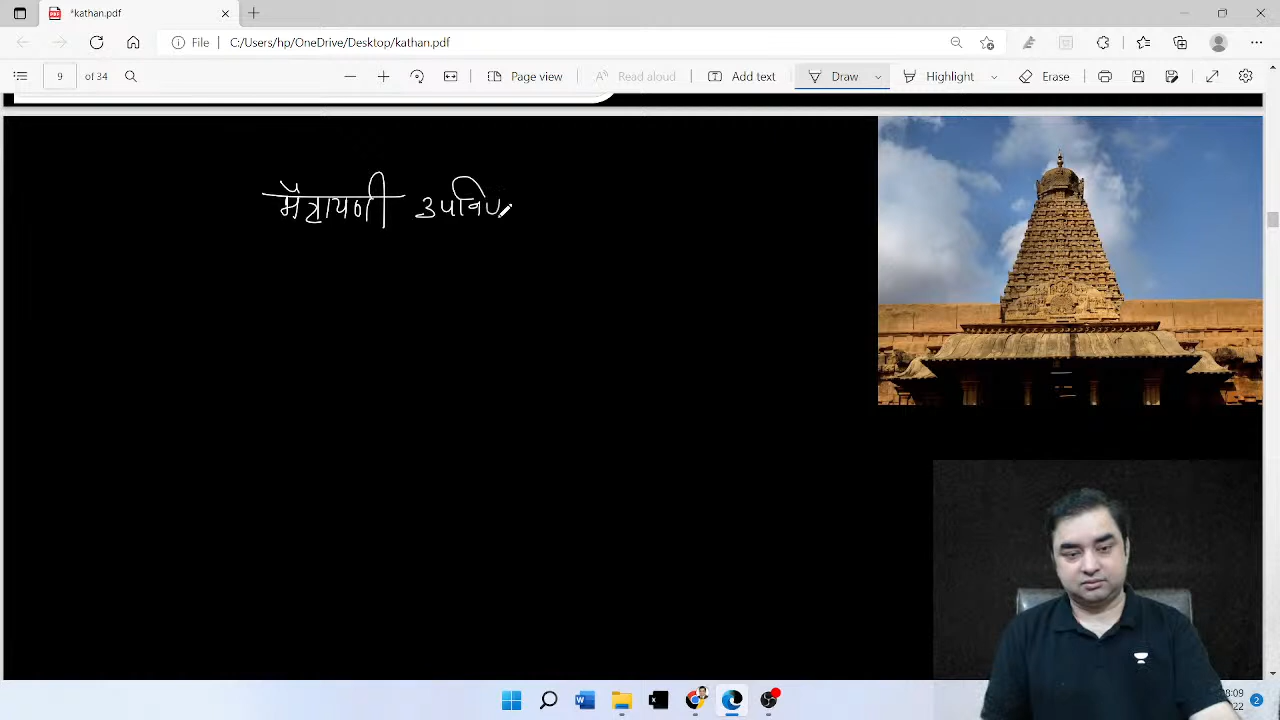 *kathan.pdf
File
C:/Users/hp/OneDrive/Desktop/kathan.pdf
9 of 34
Page view
Read aloud
Add text
Draw
Highlight
Erase
मैत्रायणी उपनिष
2